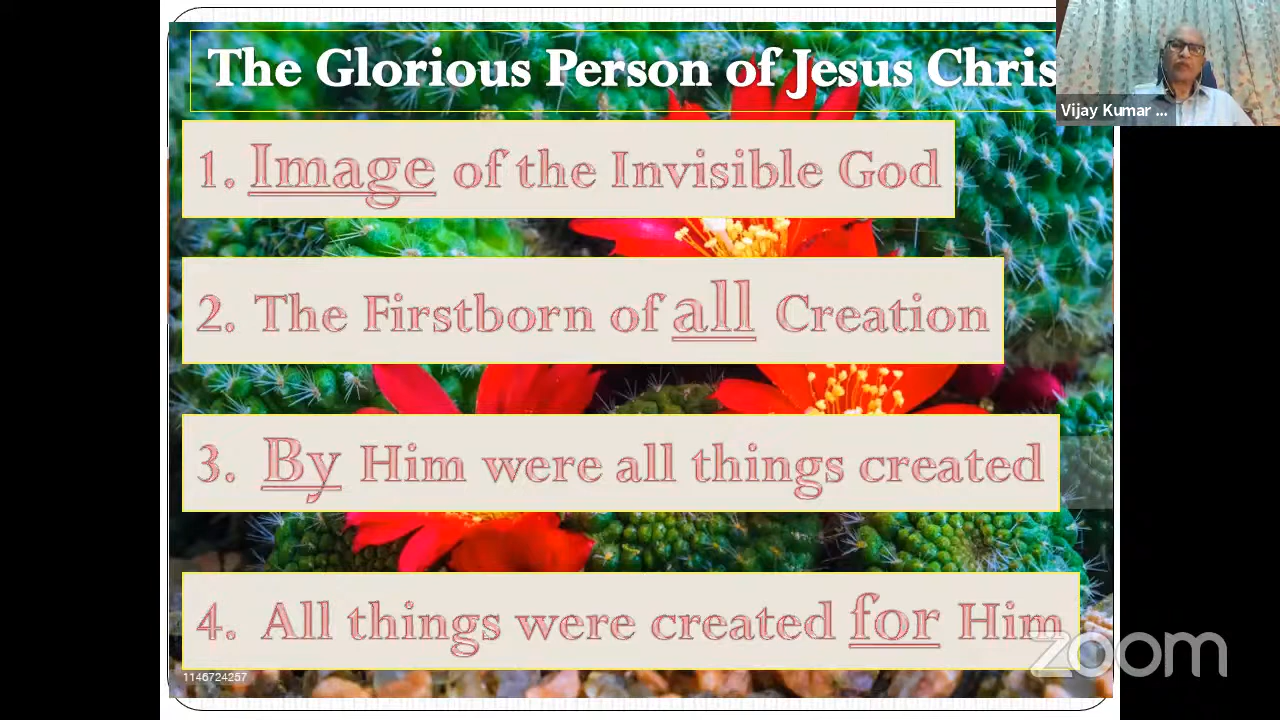 The Glorious Person of Jesus Chris
Vijay Kumar ...
1. Image of the Invisible God
2. The Firstborn of all Creation
3. By Him were all things created
4. All things were created for Him
zoom
1146724257